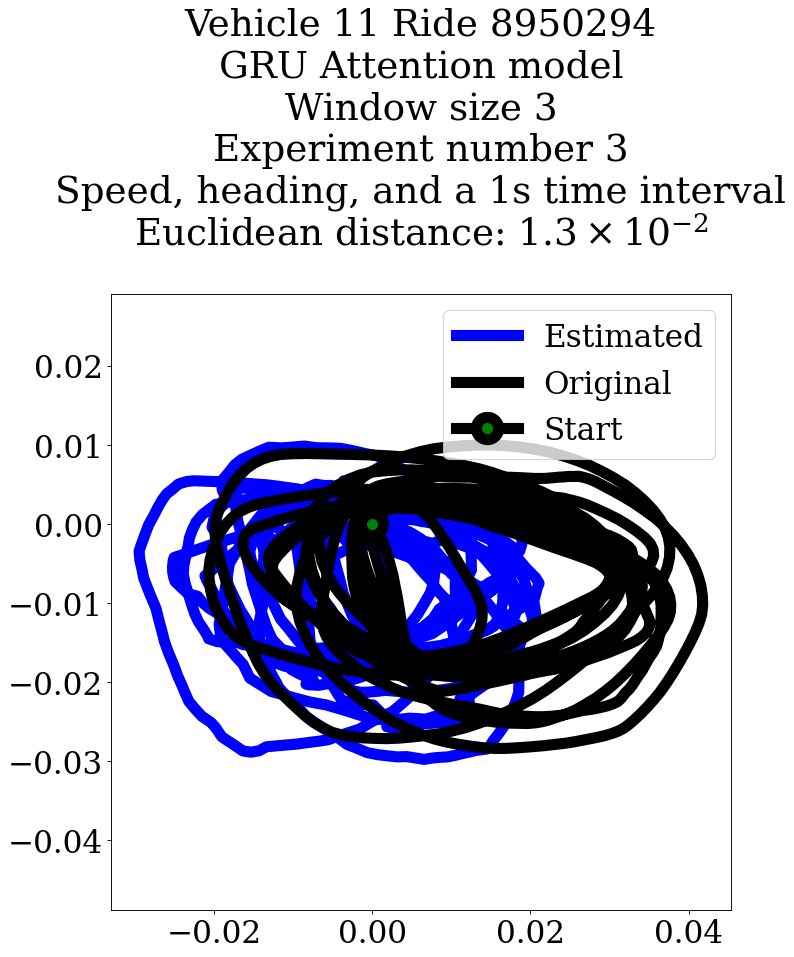 Vehicle 11 Ride 8950294
GRU Attention model
Window size 3
Experiment number 3
Speed, heading, and a 1s time interval
Euclidean distance: 1.3 × 10⁻²
Estimated
Original
Start
0.02
0.01
0.00
−0.01
−0.02
−0.03
−0.04
−0.02 0.00 0.02 0.04